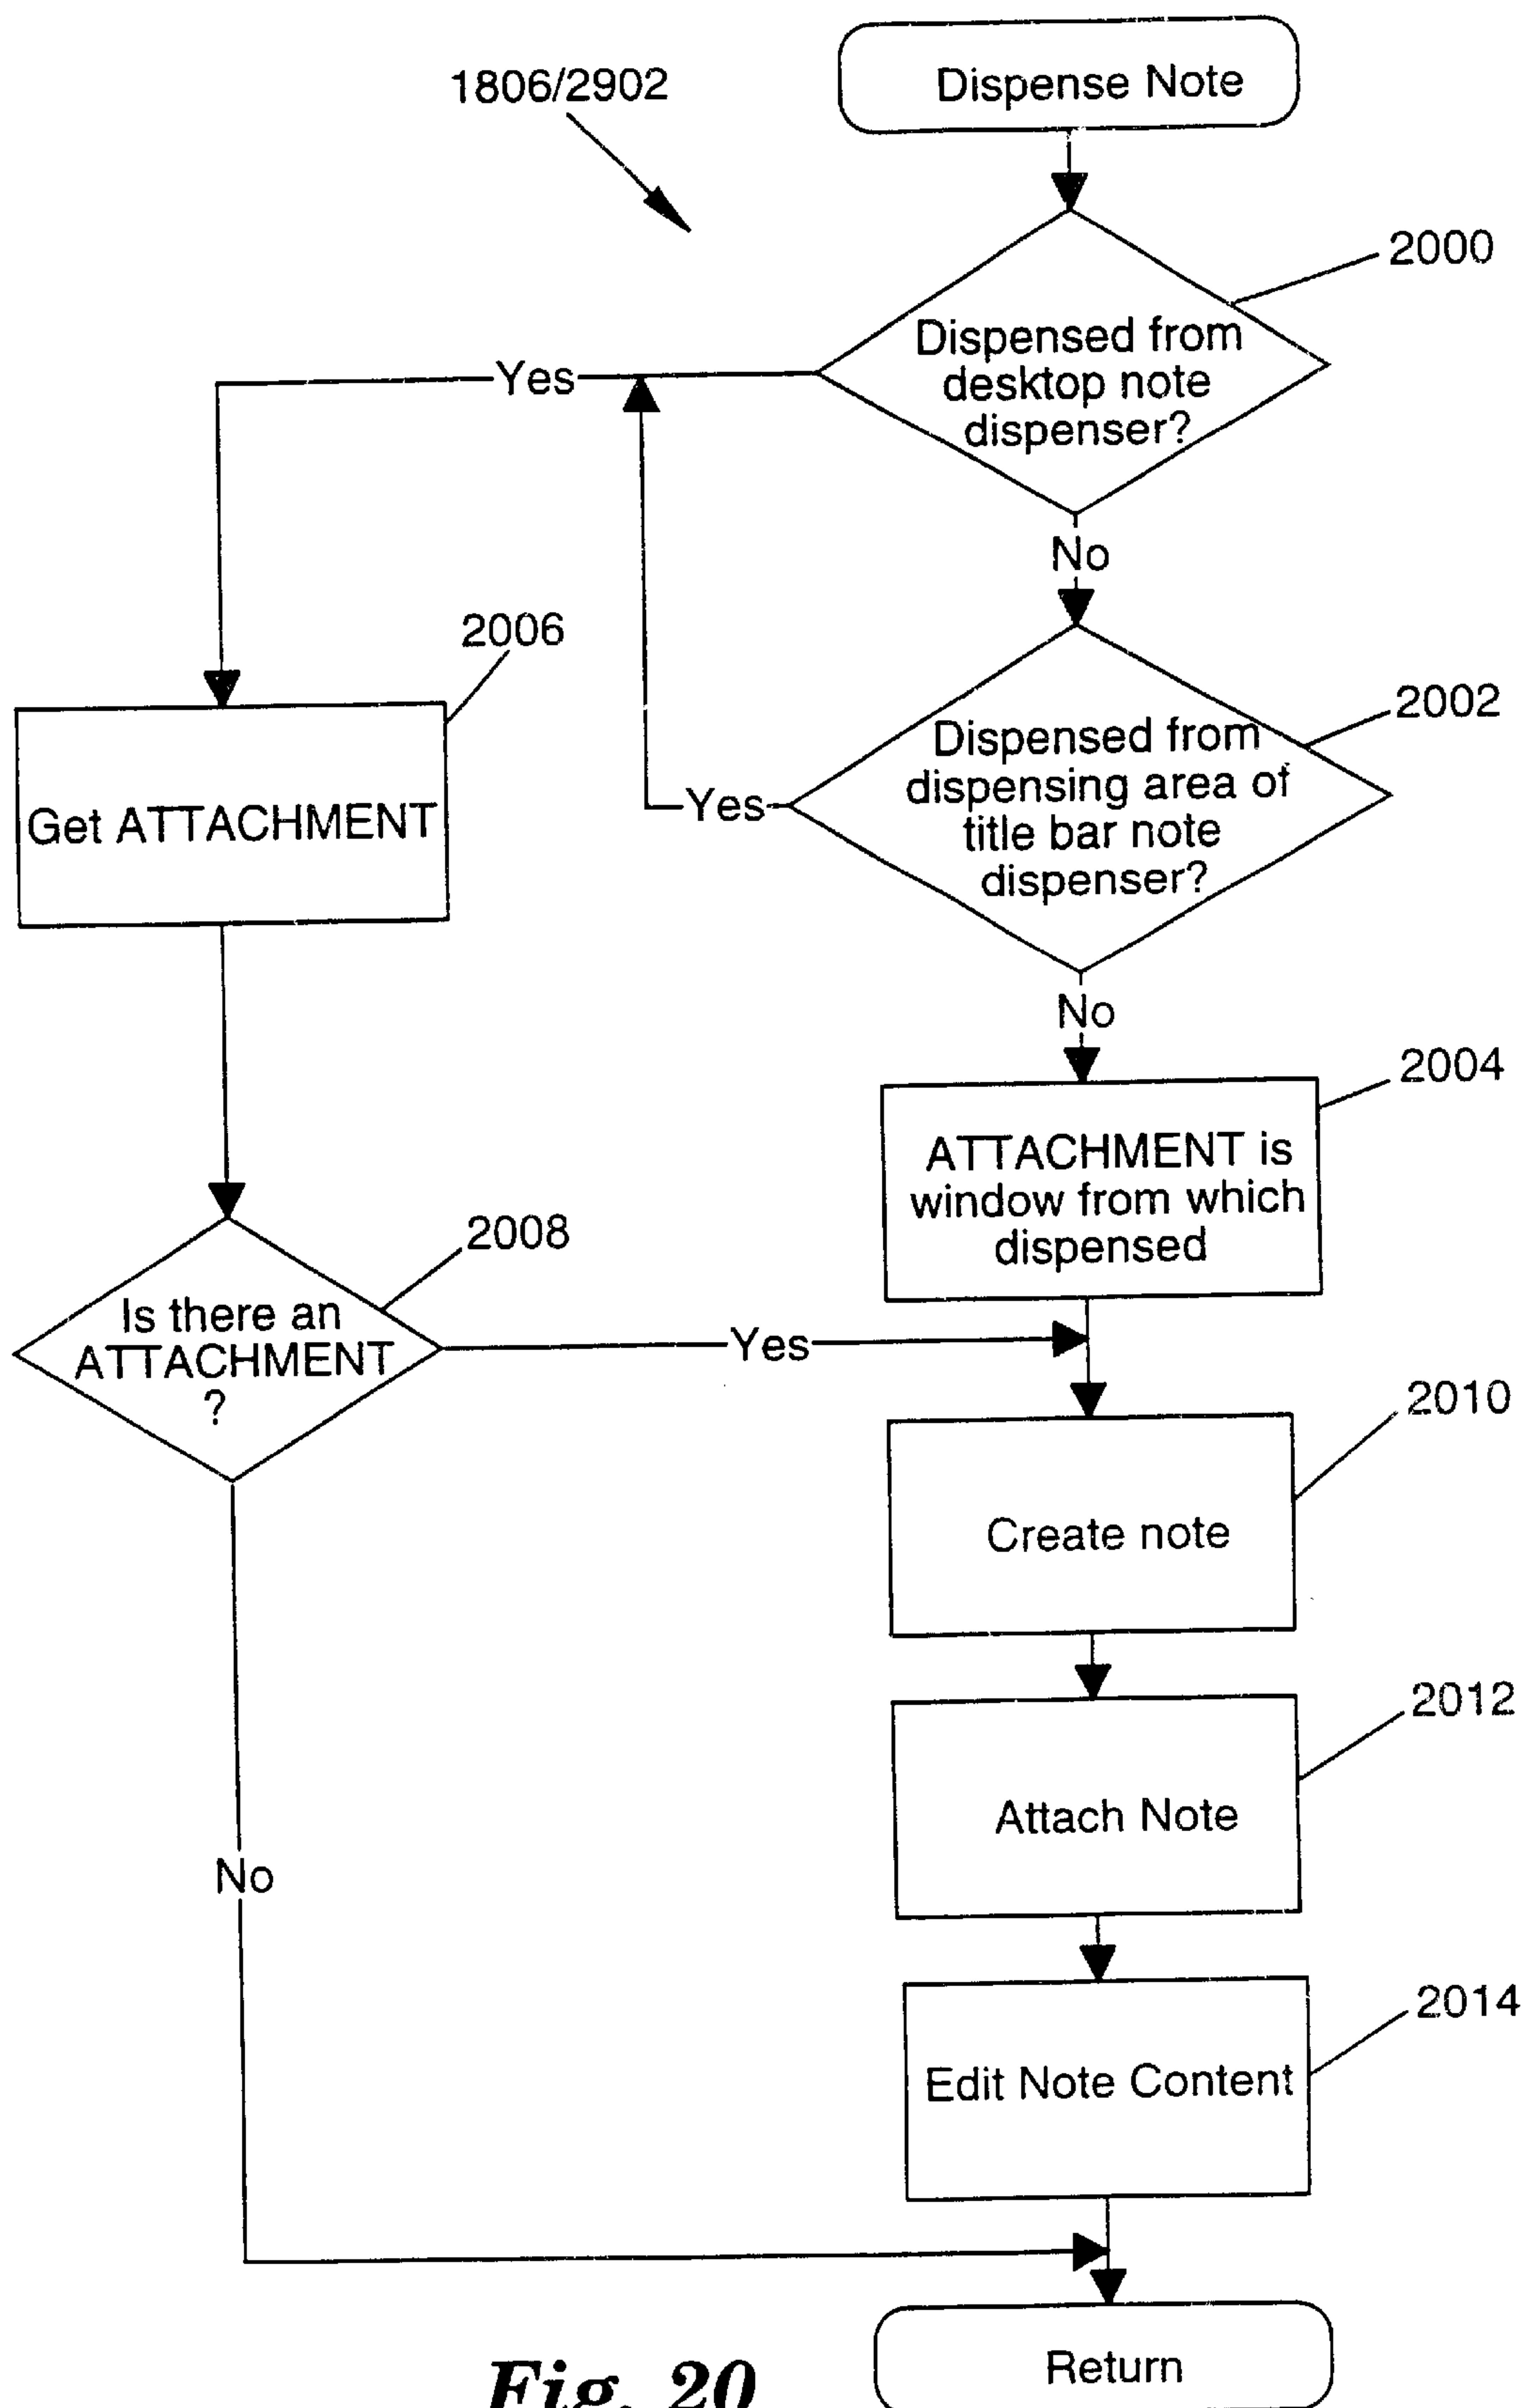 1806/2902
Dispense Note
2000
Dispensed from
desktop note
dispenser?
Yes
No
2006
2002
Dispensed from
dispensing area of
title bar note
dispenser?
Yes
Get ATTACHMENT
No
2004
ATTACHMENT is
window from which
dispensed
2008
Is there an
ATTACHMENT
?
Yes
2010
Create note
2012
Attach Note
No
2014
Edit Note Content
Return
Fig. 20